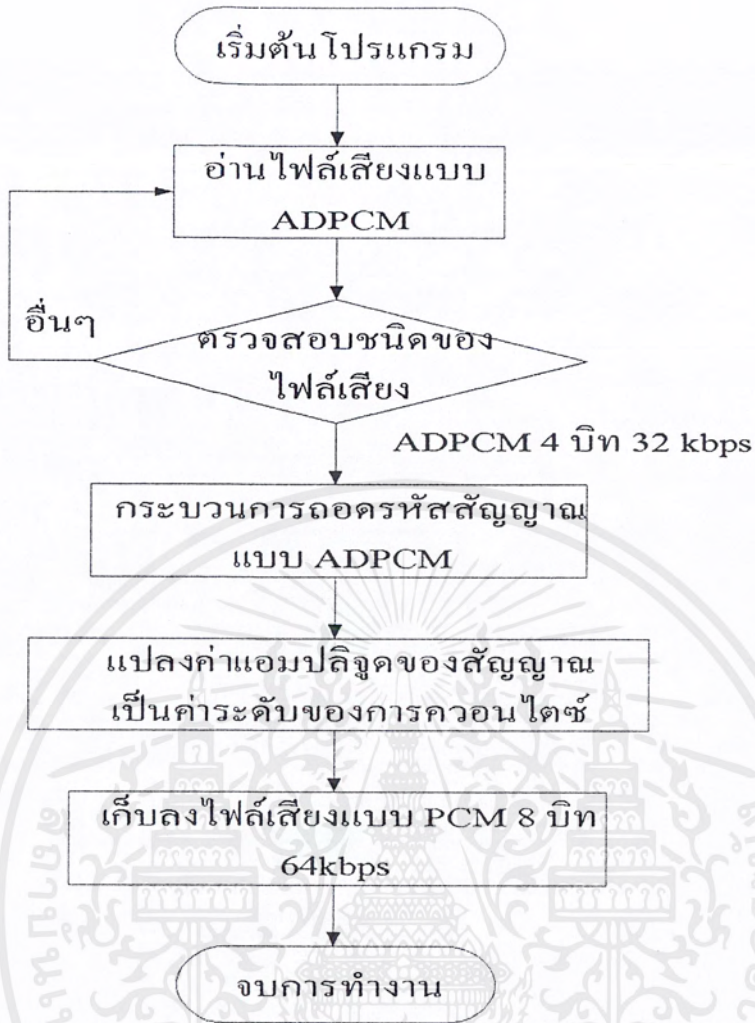 เริ่มต้นโปรแกรม
อ่านไฟล์เสียงแบบ
ADPCM
อื่นๆ
ตรวจสอบชนิดของ
ไฟล์เสียง
ADPCM 4 บิท 32 kbps
กระบวนการถอดรหัสสัญญาณ
แบบ ADPCM
แปลงค่าแอมปลิจูดของสัญญาณ
เป็นค่าระดับของการควอนไตซ์
เก็บลงไฟล์เสียงแบบ PCM 8 บิท
64kbps
จบการทำงาน